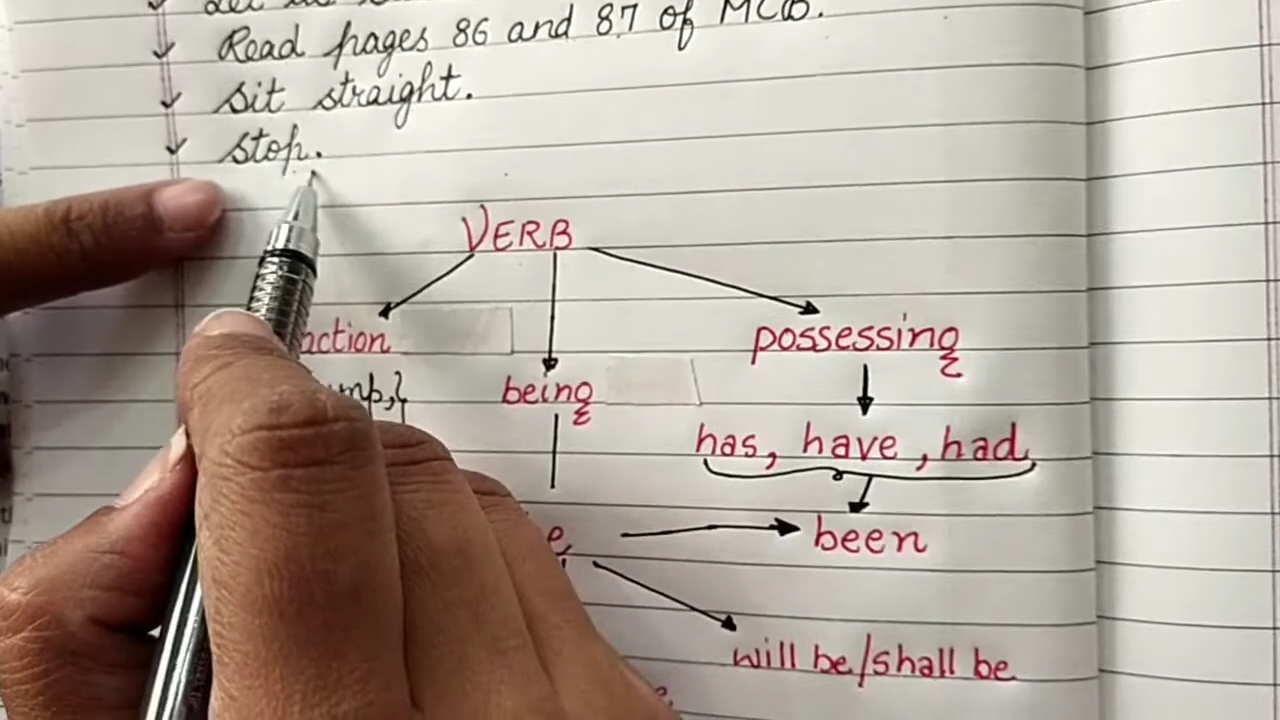 Read pages 86 and 87 of MCB.
sit straight.
stop.
VERB
action
possessing
being
has, have, had
been
will be/shall be